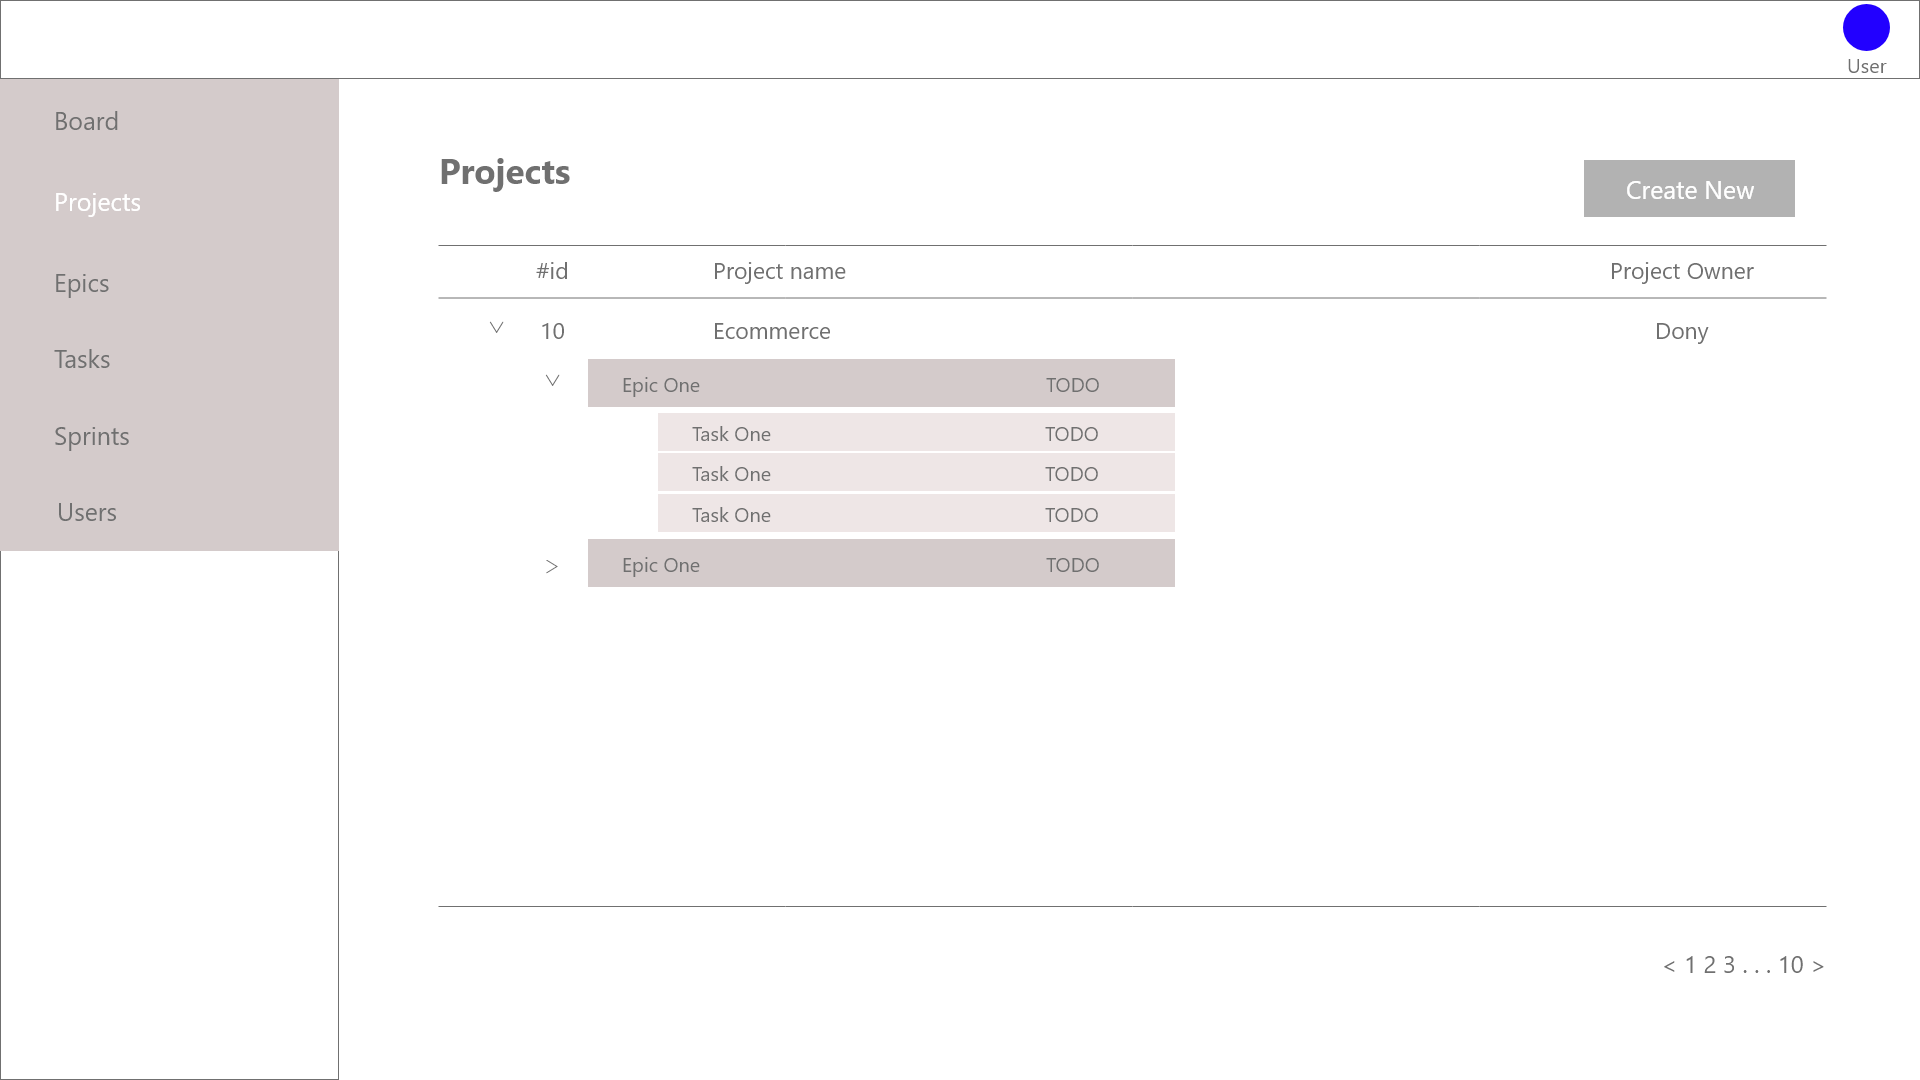 User
Board
Projects
Epics
Tasks
Sprints
Users
Projects
Create New
#id Project name Project Owner
10 Ecommerce Dony
Epic One TODO
Task One TODO
Task One TODO
Task One TODO
> Epic One TODO
< 1 2 3 . . . 10 >